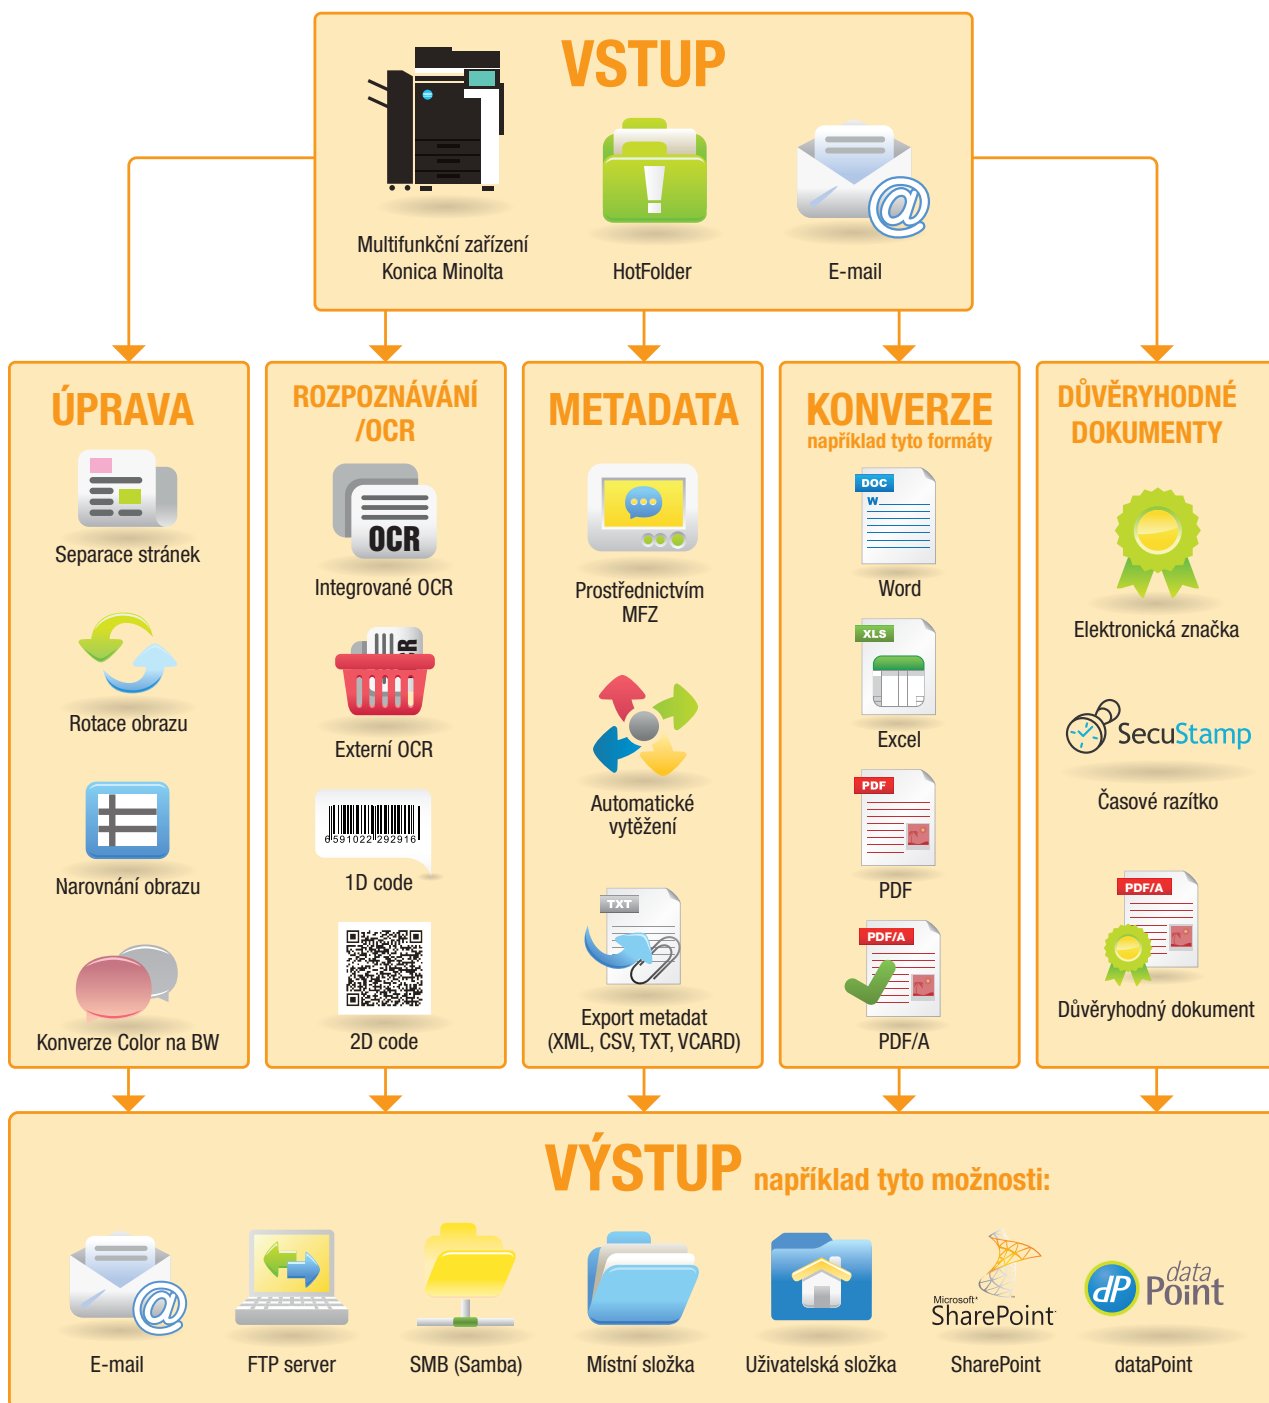 VSTUP
Multifunkční zařízení
Konica Minolta
HotFolder
E-mail
ÚPRAVA
Separace stránek
Rotace obrazu
Narovnání obrazu
Konverze Color na BW
ROZPOZNÁVÁNÍ
/OCR
OCR
Integrované OCR
CR
Externí OCR
6 591022 292916
1D code
2D code
METADATA
Prostřednictvím
MFZ
Automatické
vytěžení
TXT
Export metadat
(XML, CSV, TXT, VCARD)
KONVERZE
například tyto formáty
DOC
W
Word
XLS
Excel
PDF
PDF
PDF/A
PDF/A
DŮVĚRYHODNÉ
DOKUMENTY
Elektronická značka
SecuStamp
Časové razítko
PDF/A
Důvěryhodný dokument
VÝSTUP například tyto možnosti:
@
E-mail
FTP server
SMB (Samba)
Místní složka
Uživatelská složka
Microsoft
SharePoint
SharePoint
dP data
Point
dataPoint